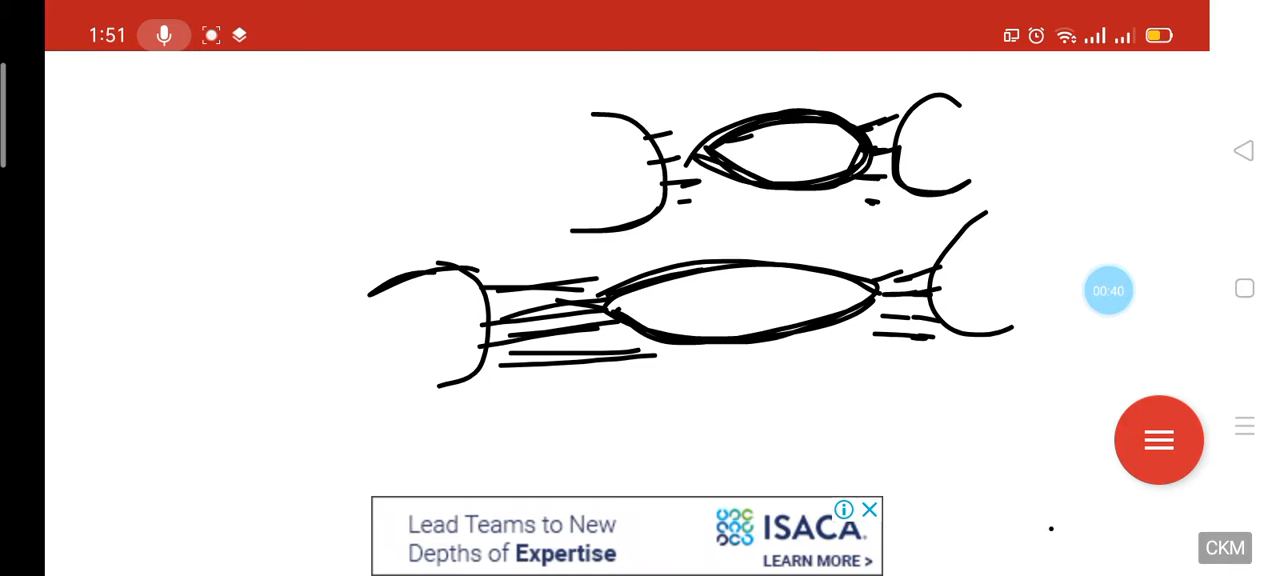 1:51
00:40
Lead Teams to New
Depths of Expertise
ISACA.
LEARN MORE >
CKM